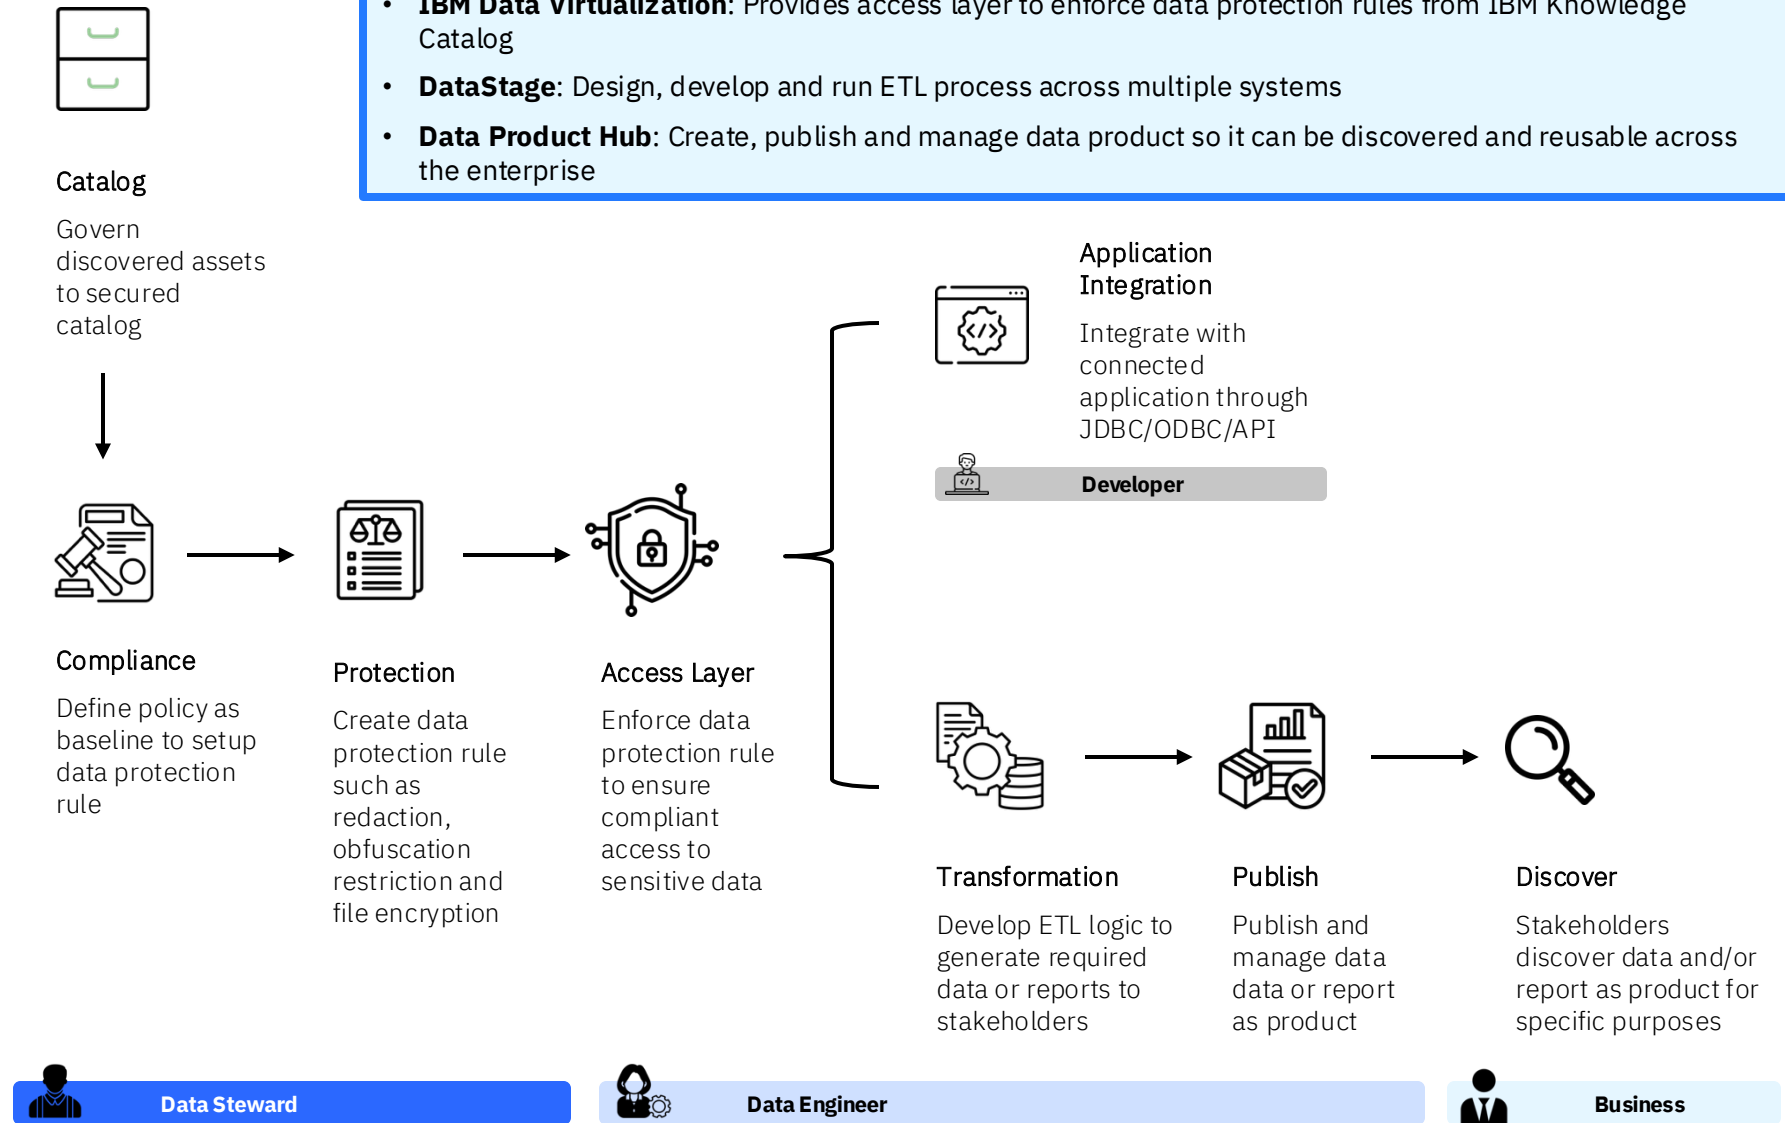 • IBM Data Virtualization: Provides access layer to enforce data protection rules from IBM Knowledge
Catalog
• DataStage: Design, develop and run ETL process across multiple systems
• Data Product Hub: Create, publish and manage data product so it can be discovered and reusable across
the enterprise
Catalog
Govern
discovered assets
to secured
catalog
Application
Integration
Integrate with
connected
application through
JDBC/ODBC/API
Developer
Compliance
Define policy as
baseline to setup
data protection
rule
Protection
Create data
protection rule
such as
redaction,
obfuscation
restriction and
file encryption
Access Layer
Enforce data
protection rule
to ensure
compliant
access to
sensitive data
Transformation
Develop ETL logic to
generate required
data or reports to
stakeholders
Publish
Publish and
manage data
data or report
as product
Discover
Stakeholders
discover data and/or
report as product for
specific purposes
Data Steward
Data Engineer
Business